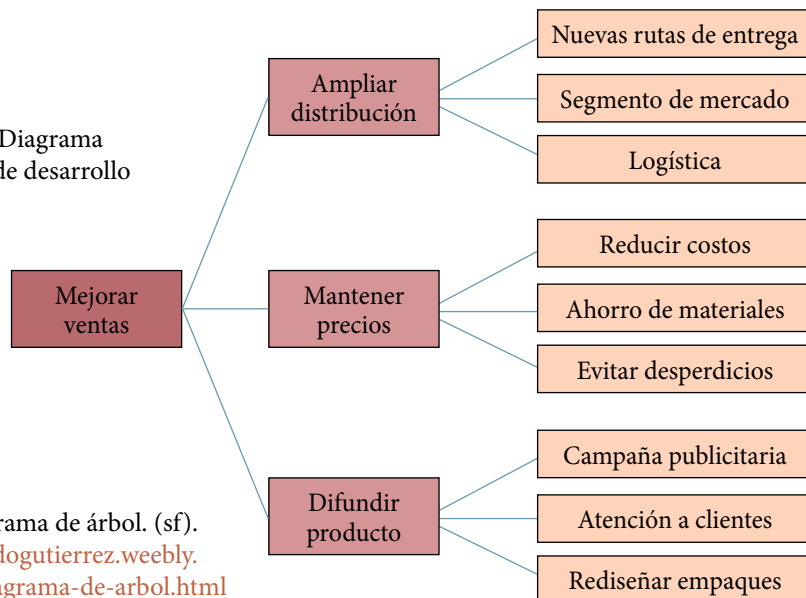 Diagrama
de desarrollo
Mejorar
ventas
Ampliar
distribución
Nuevas rutas de entrega
Segmento de mercado
Logística
Mantener
precios
Reducir costos
Ahorro de materiales
Evitar desperdicios
Difundir
producto
Campaña publicitaria
Atención a clientes
Rediseñar empaques
rama de árbol. (sf).
dogutierrez.weebly.
agrama-de-arbol.html